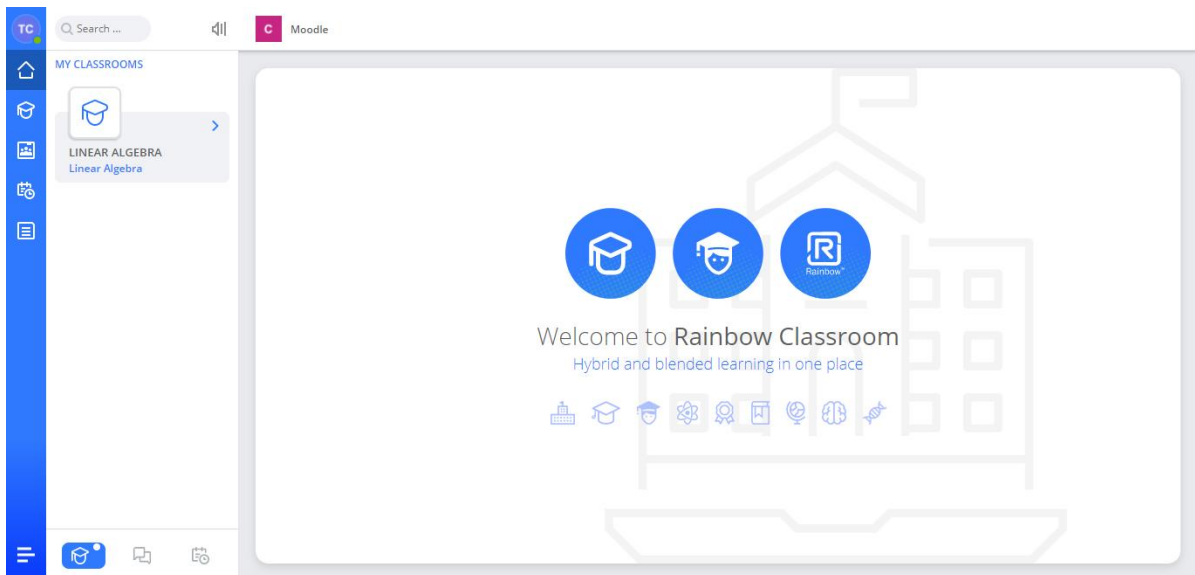 TC
Search ...
C Moodle
MY CLASSROOMS
LINEAR ALGEBRA
Linear Algebra
R
Rainbow™
Welcome to Rainbow Classroom
Hybrid and blended learning in one place